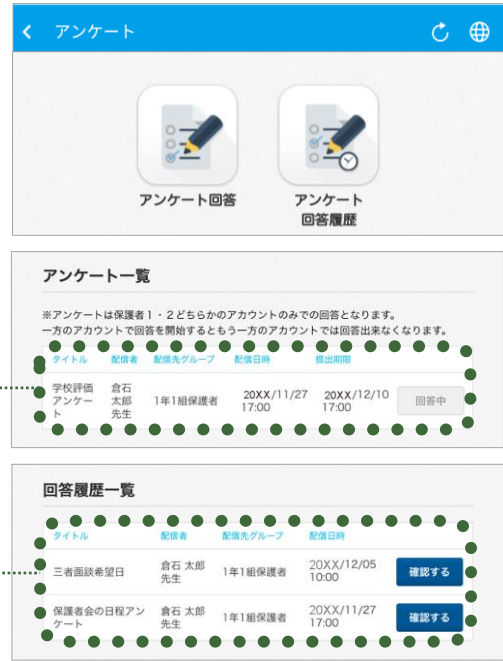 アンケート
アンケート回答
アンケート
回答履歴
アンケート一覧
※アンケートは保護者1・2どちらかのアカウントのみでの回答となります。
一方のアカウントで回答を開始するともう一方のアカウントでは回答出来なくなります。
タイトル 配信者 配信先グループ 配信日時 提出期限
学校評価アンケート 倉石 太郎 先生 1年1組保護者 20XX/11/27 17:00 20XX/12/10 17:00 回答中
回答履歴一覧
タイトル 配信者 配信先グループ 配信日時
三者面談希望日 倉石 太郎 先生 1年1組保護者 20XX/12/05 10:00 確認する
保護者会の日程アンケート 倉石 太郎 先生 1年1組保護者 20XX/11/27 17:00 確認する